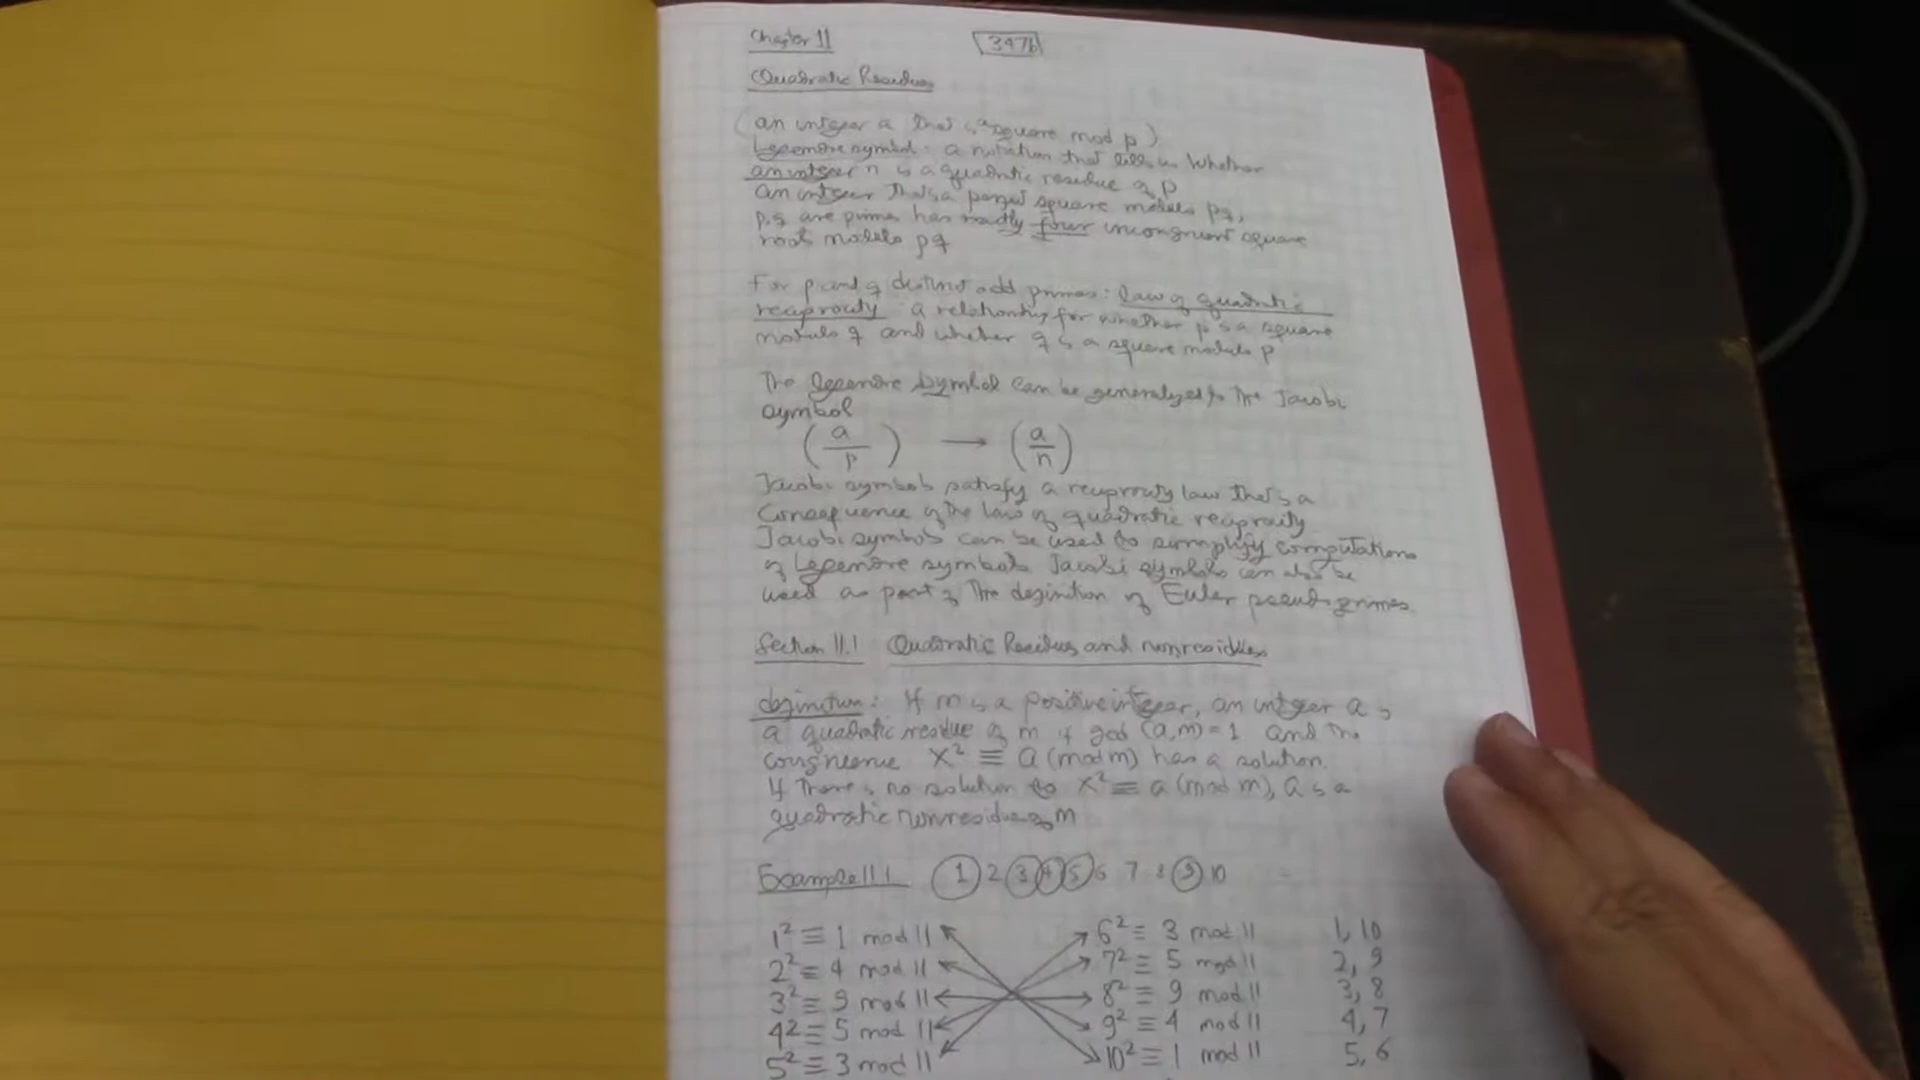 Chapter 11
347b
Quadratic Residues
(an integer a that is a square mod p)
Legendre symbol: a notation that tells us whether
an integer n is a quadratic residue of p
an integer that is a perfect square modulo pq,
p, q are primes has exactly four incongruent square
roots modulo pq
For p and q distinct odd primes: law of quadratic
reciprocity: a relationship for whether p is a square
modulo q and whether q is a square modulo p
The Legendre symbol can be generalized to the Jacobi
symbol
(a/p) → (a/n)
Jacobi symbols satisfy a reciprocity law that is a
consequence of the law of quadratic reciprocity
Jacobi symbols can be used to simplify computations
of Legendre symbols. Jacobi symbols can also be
used as part of the definition of Euler pseudoprimes.
Section 11.1 Quadratic Residues and nonresidues
definition: If m is a positive integer, an integer a is
a quadratic residue of m if gcd (a,m)=1 and the
congruence x² ≡ a (mod m) has a solution.
If there is no solution to x² ≡ a (mod m), a is a
quadratic nonresidue of m
Example 11.1 1 2 3 4 5 6 7 8 9 10
1² ≡ 1 mod 11 6² ≡ 3 mod 11 1, 10
2² ≡ 4 mod 11 7² ≡ 5 mod 11 2, 9
3² ≡ 9 mod 11 8² ≡ 9 mod 11 3, 8
4² ≡ 5 mod 11 9² ≡ 4 mod 11 4, 7
5² ≡ 3 mod 11 10² ≡ 1 mod 11 5, 6